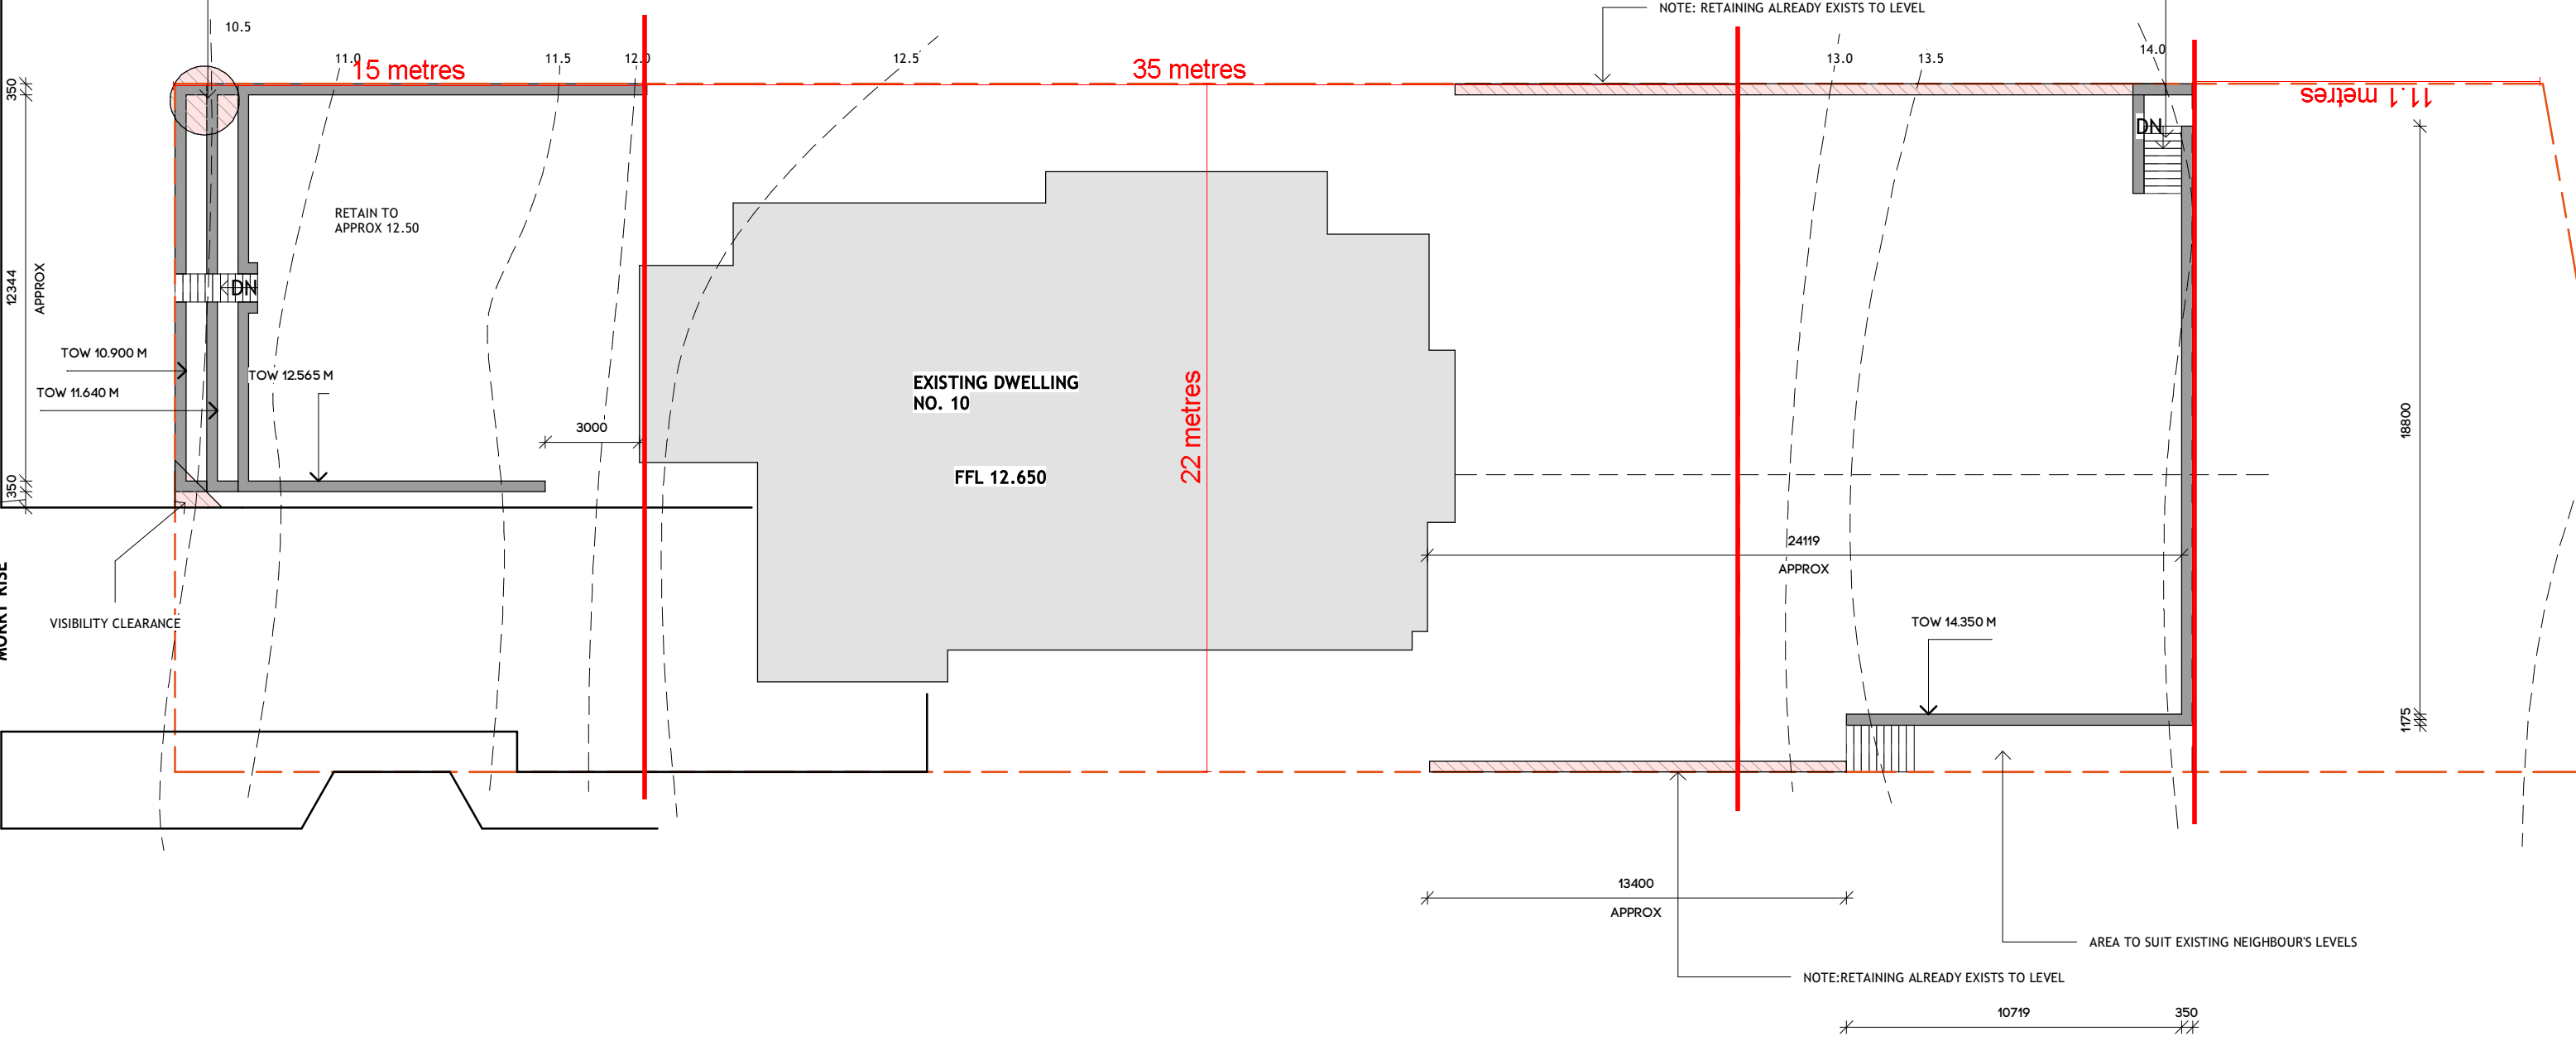 NOTE: RETAINING ALREADY EXISTS TO LEVEL
10.5
11.0
11.5
12.0
12.5
13.0
13.5
14.0
15 metres
35 metres
11.1 metres
350
12344
APPROX
350
RETAIN TO
APPROX 12.50
DN
DN
TOW 10.900 M
TOW 11.640 M
TOW 12.565 M
3000
EXISTING DWELLING
NO. 10
FFL 12.650
22 metres
18800
1175
24119
APPROX
TOW 14.350 M
VISIBILITY CLEARANCE
RISE
13400
APPROX
AREA TO SUIT EXISTING NEIGHBOUR'S LEVELS
NOTE:RETAINING ALREADY EXISTS TO LEVEL
10719
350